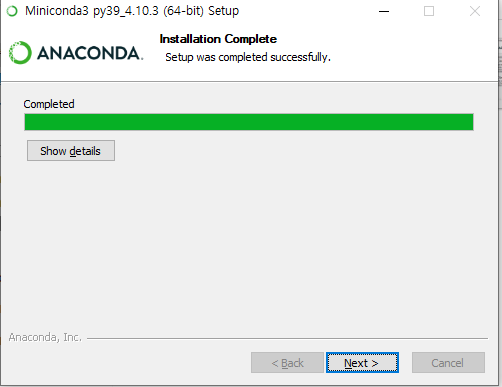 Miniconda3 py39_4.10.3 (64-bit) Setup
ANACONDA.
Installation Complete
Setup was completed successfully.
Completed
Show details
Anaconda, Inc.
< Back
Next >
Cancel